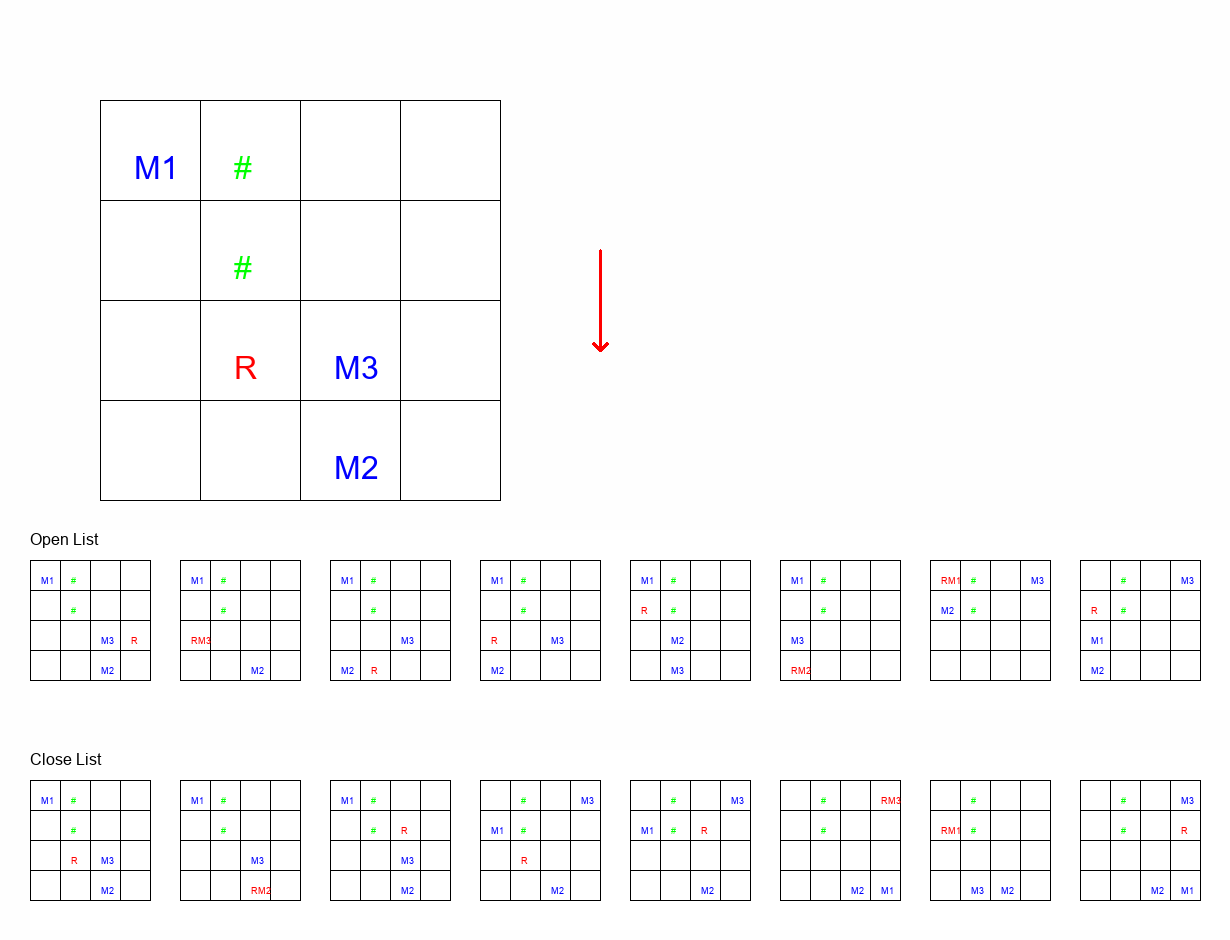 M1 #
#
R M3
M2
Open List
M1 # M1 # M1 # M1 # M1 # M1 # RM1 # M3 # M3
# # # # R # # M2 # R #
M3 R RM3 M3 R M3 M2 M3 M1
M2 M2 M2 R M2 M3 RM2 M2
Close List
M1 # M1 # M1 # # M3 # M3 # RM3 # # M3
# # # R M1 # M1 # R # RM1 # # R
R M3 M3 M3 R
M2 RM2 M2 M2 M2 M2 M1 M3 M2 M2 M1